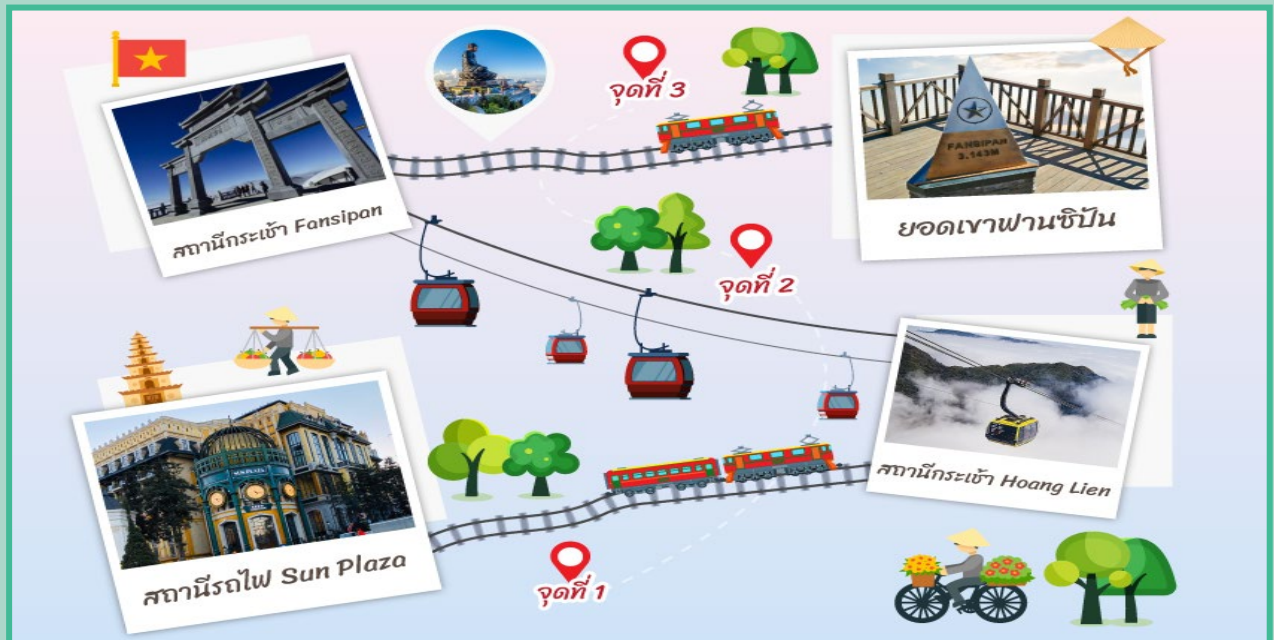 จุดที่ 3
สถานีกระเช้า Fansipan
FANSIPAN
3.143M
ยอดเขาฟานซิปัน
จุดที่ 2
สถานีกระเช้า Hoang Lien
SUN PLAZA
สถานีรถไฟ Sun Plaza
จุดที่ 1